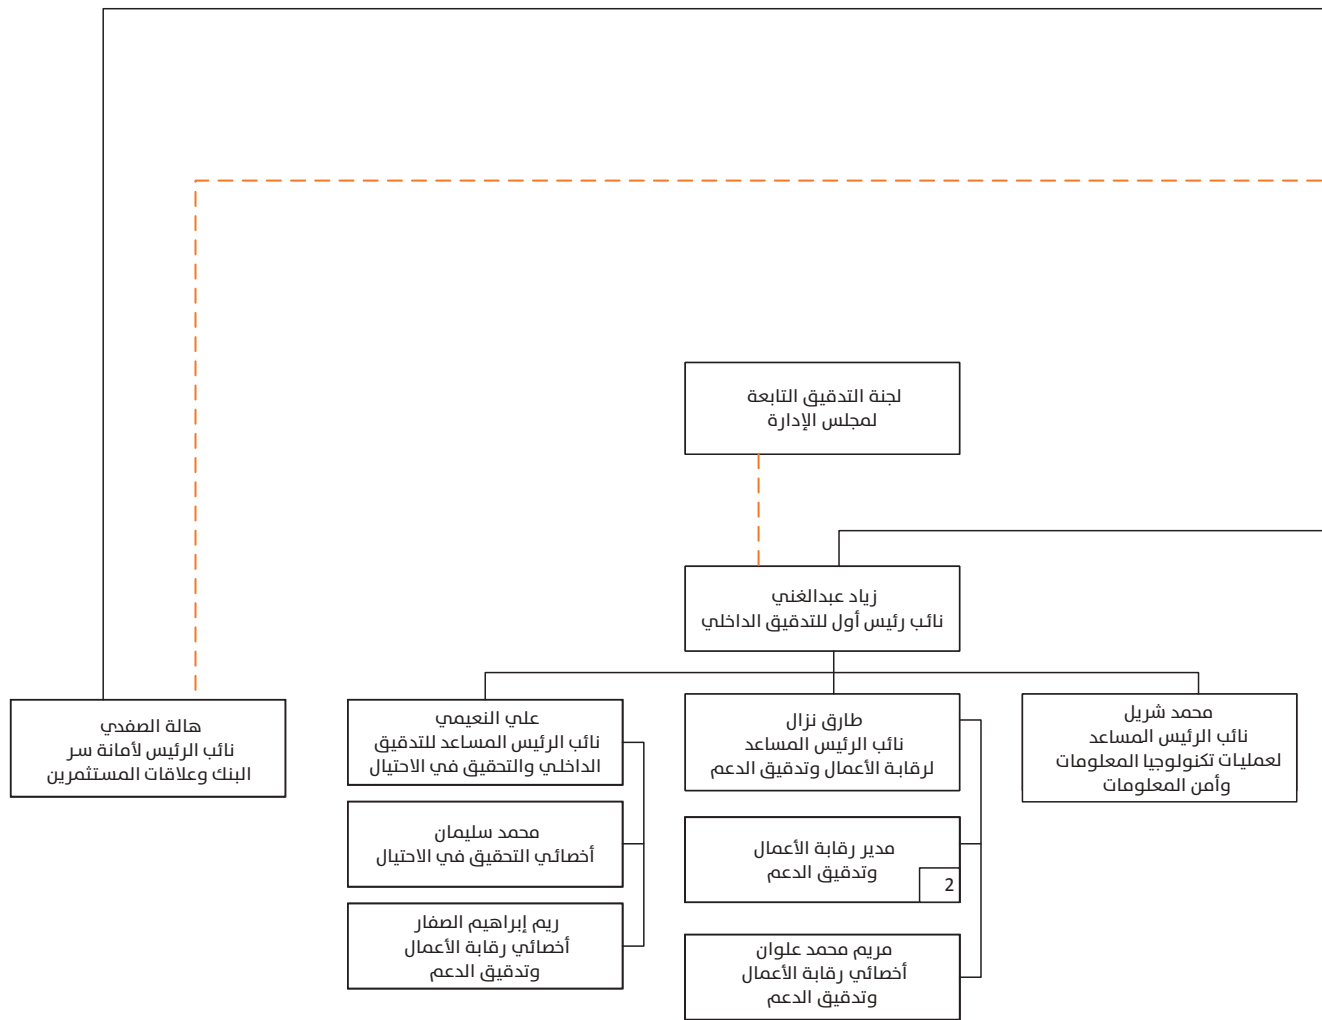 لجنة التدقيق التابعة
لمجلس الإدارة
زياد عبدالغني
نائب رئيس أول للتدقيق الداخلي
محمد شريل
نائب الرئيس المساعد
لعمليات تكنولوجيا المعلومات
وأمن المعلومات
طارق نزال
نائب الرئيس المساعد
لرقابة الأعمال وتدقيق الدعم
مدير رقابة الأعمال
وتدقيق الدعم
2
مريم محمد علوان
أخصائي رقابة الأعمال
وتدقيق الدعم
علي النعيمي
نائب الرئيس المساعد للتدقيق
الداخلي والتحقيق في الاحتيال
محمد سليمان
أخصائي التحقيق في الاحتيال
ريم إبراهيم الصفار
أخصائي رقابة الأعمال
وتدقيق الدعم
هالة الصفدي
نائب الرئيس لأمانة سر
البنك وعلاقات المستثمرين